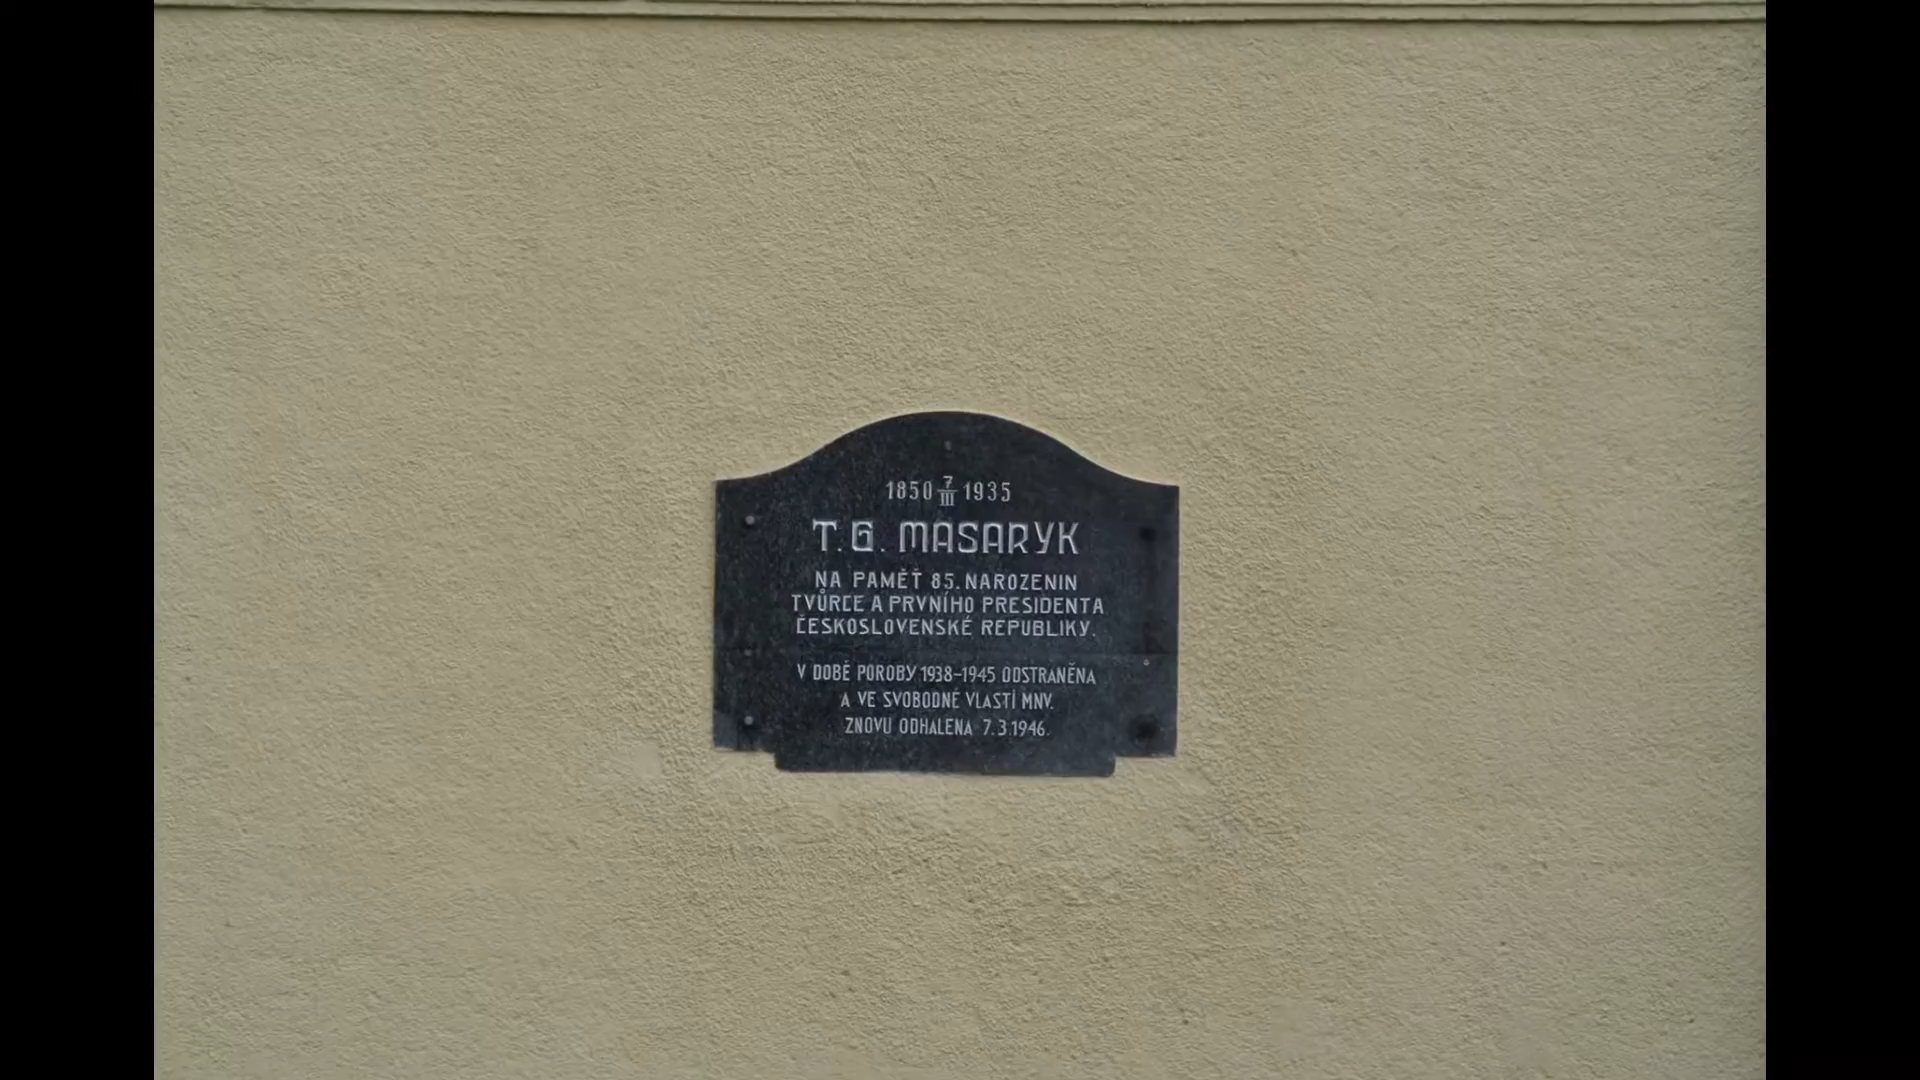 1850 7/III 1935
T. G. MASARYK
NA PAMĚŤ 85. NAROZENIN
TVŮRCE A PRVNÍHO PRESIDENTA
ČESKOSLOVENSKÉ REPUBLIKY.
V DOBĚ POROBY 1938-1945 ODSTRANĚNA
A VE SVOBODNÉ VLASTI MNV.
ZNOVU ODHALENA 7.3.1946.